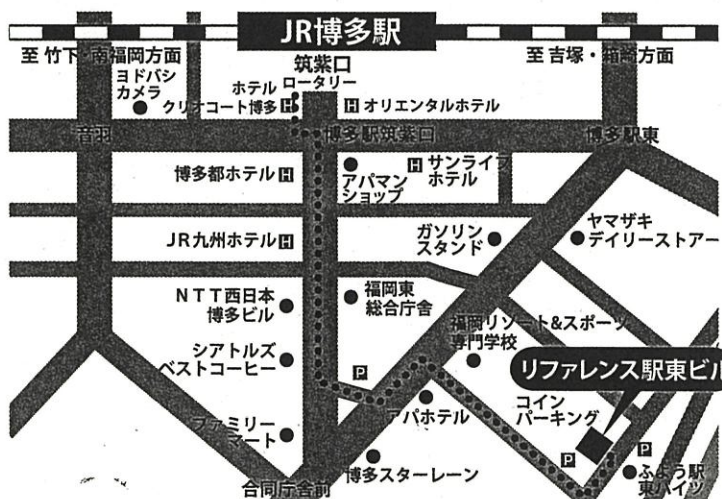 JR博多駅
至 竹下・南福岡方面
筑紫口
至 吉塚・箱崎方面
ヨドバシ
カメラ
ホテル
クリオコート博多 H
ロータリー
H オリエンタルホテル
音羽
博多駅筑紫口
博多駅東
博多都ホテル H
アパマン
ショップ
H サンライフ
ホテル
JR九州ホテル H
ガソリン
スタンド
ヤマザキ
デイリーストアー
NTT西日本
博多ビル
福岡東
総合庁舎
福岡リゾート&スポーツ
専門学校
シアトルズ
ベストコーヒー
P
リファレンス駅東ビル
アパホテル
コイン
パーキング
ファミリー
マート
博多スターレーン
P
P
ふよう駅
東ハイツ
合同庁舎前